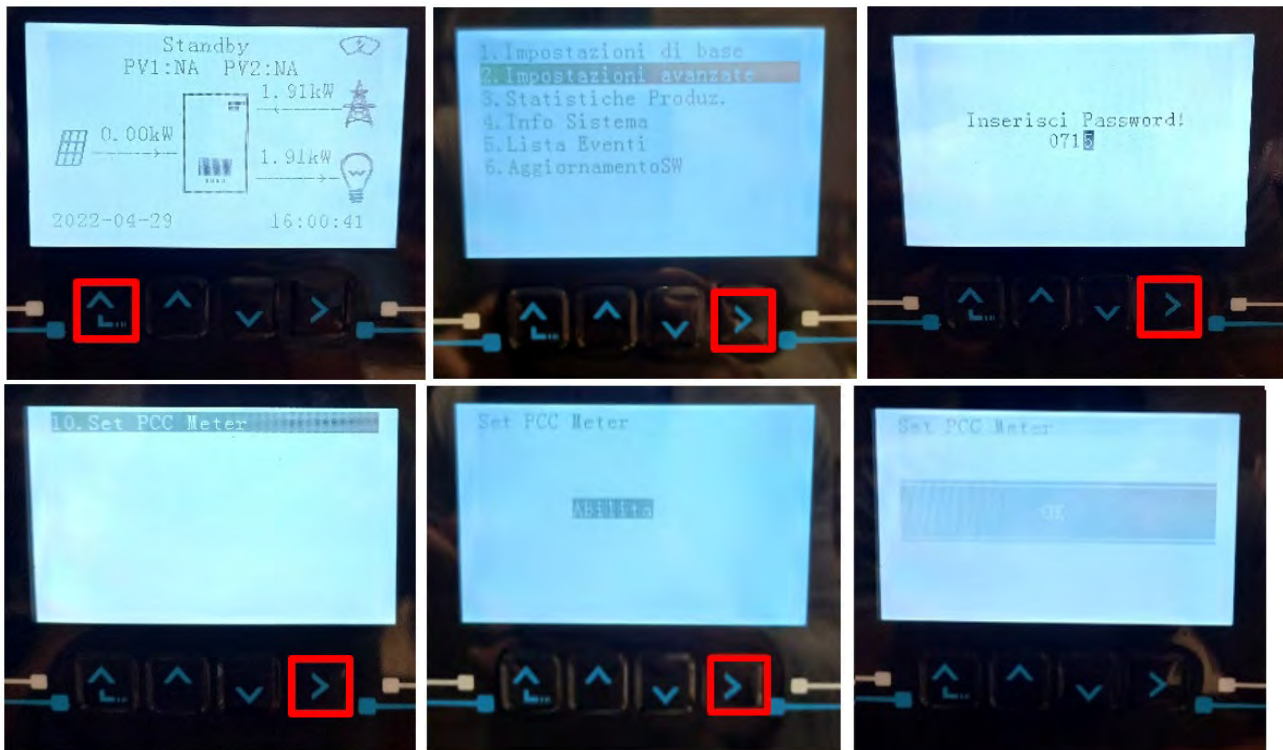 Standby
PV1:NA PV2:NA
1.91kW
0.00kW
1.91kW
2022-04-29 16:00:41
1.Impostazioni di base
2.Impostazioni avanzate
3.Statistiche Produz.
4.Info Sistema
5.Lista Eventi
6.AggiornamentoSW
Inserisci Password!
0715
10.Set PCC Meter
Set PCC Meter
Abilita
Set PCC Meter
OK